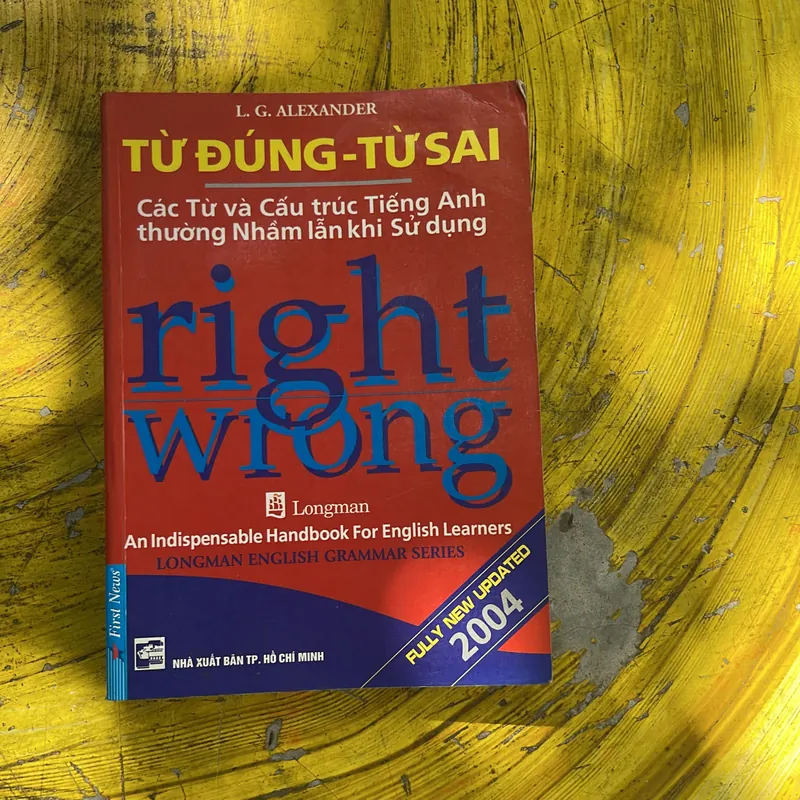 L. G. ALEXANDER
TỪ ĐÚNG - TỪ SAI
Các Từ và Cấu trúc Tiếng Anh
thường Nhầm lẫn khi Sử dụng
right
wrong
Longman
An Indispensable Handbook For English Learners
LONGMAN ENGLISH GRAMMAR SERIES
FULLY NEW UPDATED
2004
First News
NHÀ XUẤT BẢN TP. HỒ CHÍ MINH